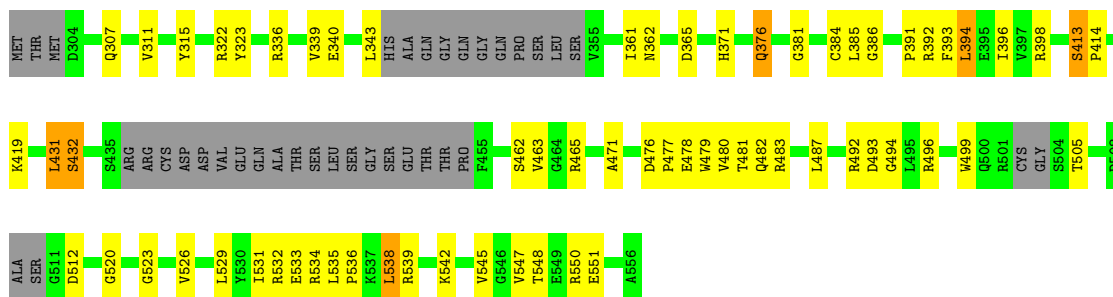 MET THR MET D304 Q307 V311 Y315 R322 Y323 R336 V339 E340 L343 HIS ALA GLN GLY GLN GLY GLN PRO SER LEU SER V355 I361 N362 D365 H371 Q376 G381 C384 L385 G386 P391 R392 F393 L394 E395 I396 V397 R398 S413 P414
K419 L431 S432 S435 ARG ARG CYS ASP ASP VAL GLU GLN ALA THR SER LEU SER GLY SER GLU THR THR PRO F455 S462 V463 G464 R465 A471 D476 P477 E478 W479 V480 T481 Q482 R483 L487 R492 D493 G494 L495 R496 W499 Q500 R501 CYS GLY S504 T505
ALA SER G511 D512 G520 G523 V526 L529 Y530 I531 R532 E533 R534 L535 P536 K537 L538 R539 K542 V545 G546 V547 T548 E549 R550 E551 A556